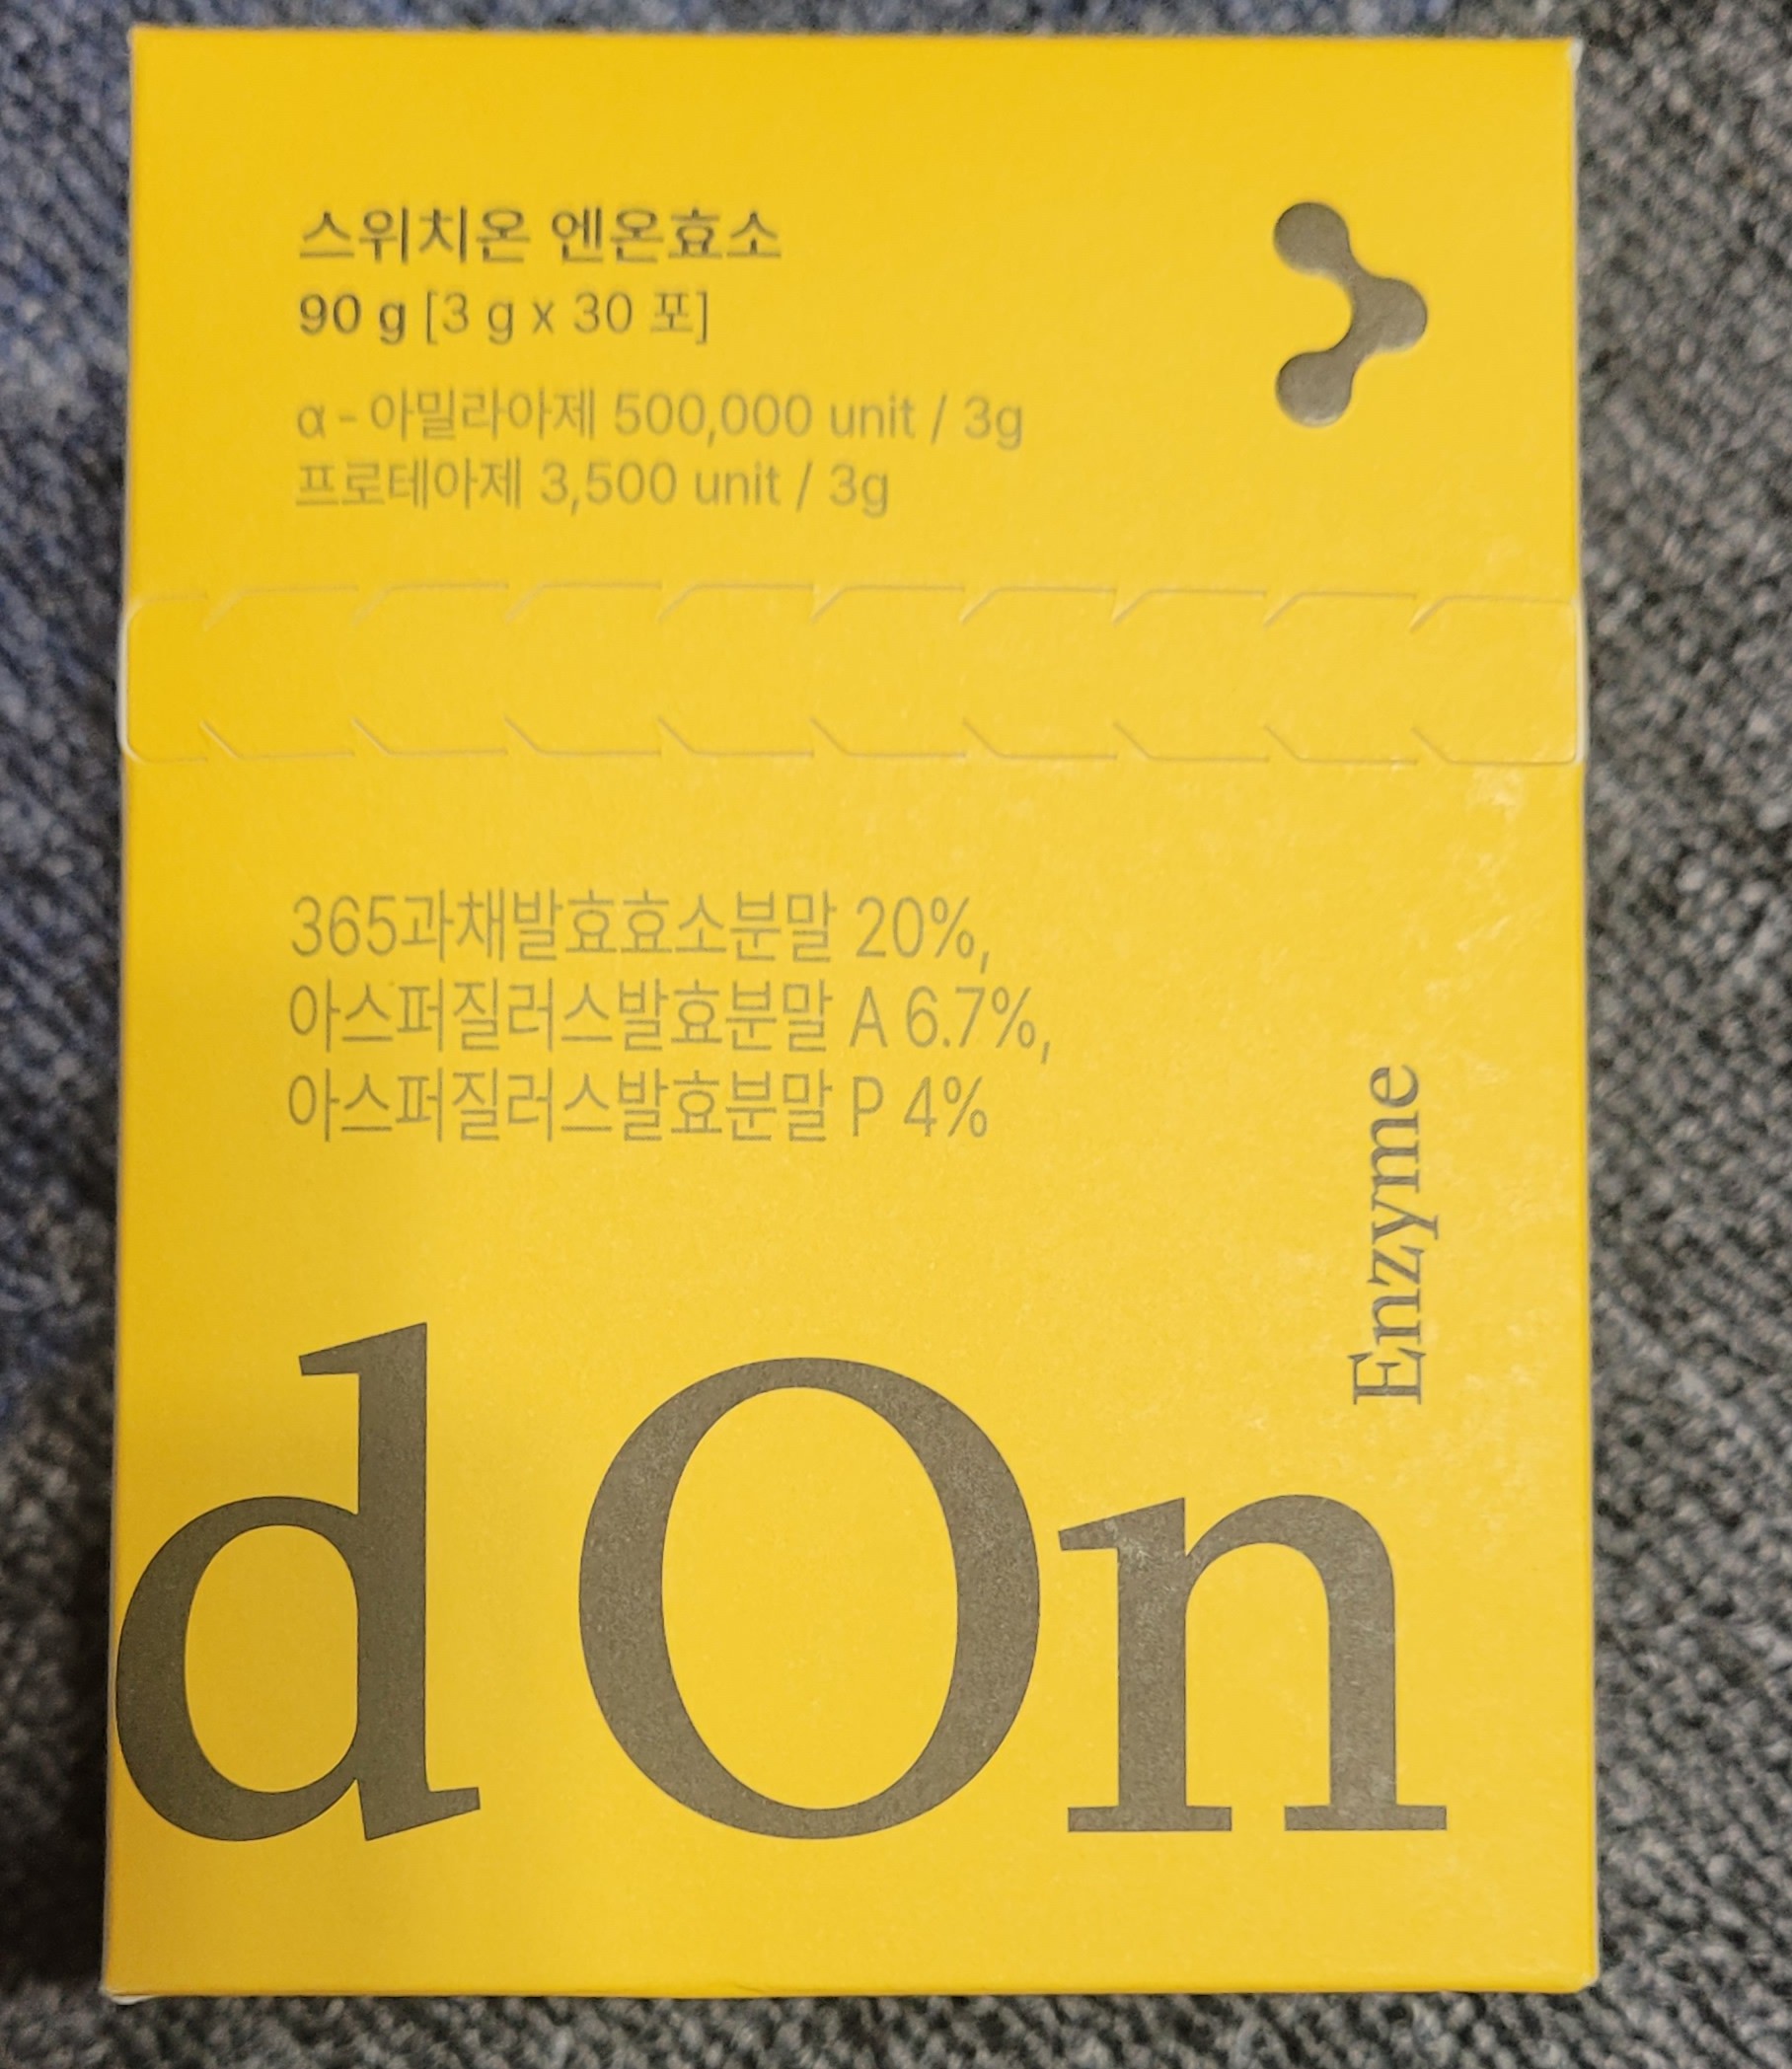 스위치온 엔온효소
90 g [3 g x 30 포]
α - 아밀라아제 500,000 unit / 3g
프로테아제 3,500 unit / 3g
365과채발효효소분말 20%,
아스퍼질러스발효분말 A 6.7%,
아스퍼질러스발효분말 P 4%
Enzyme
d On